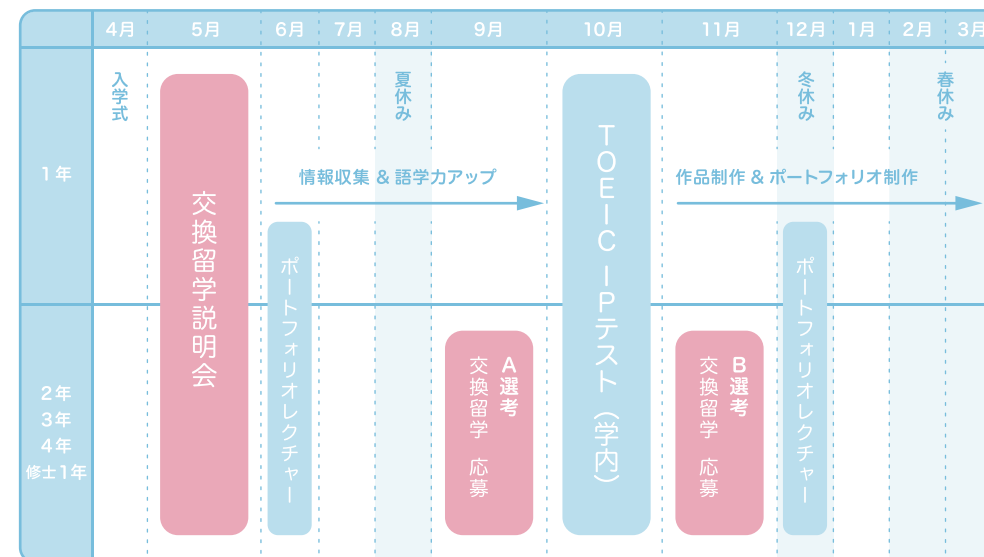 4月 5月 6月 7月 8月 9月 10月 11月 12月 1月 2月 3月
1年
入学式
夏休み
冬休み
春休み
交換留学説明会
情報収集 & 語学力アップ
TOEIC IPテスト（学内）
作品制作 & ポートフォリオ制作
ポートフォリオレクチャー
ポートフォリオレクチャー
2年
3年
4年
修士1年
A選考
交換留学 応募
B選考
交換留学 応募